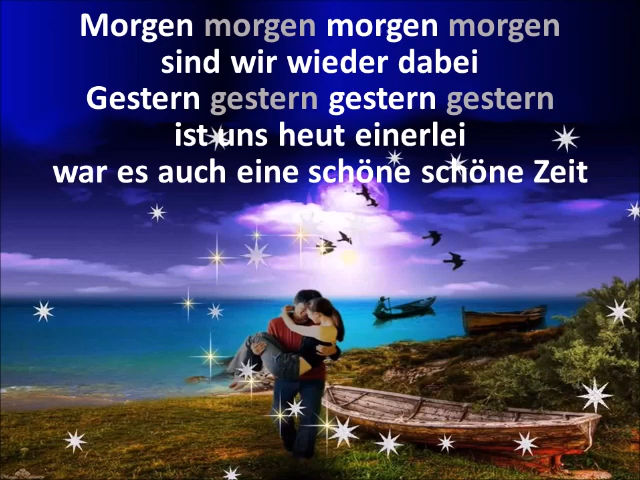 Morgen morgen morgen morgen
sind wir wieder dabei
Gestern gestern gestern gestern
ist uns heut einerlei
war es auch eine schöne schöne Zeit